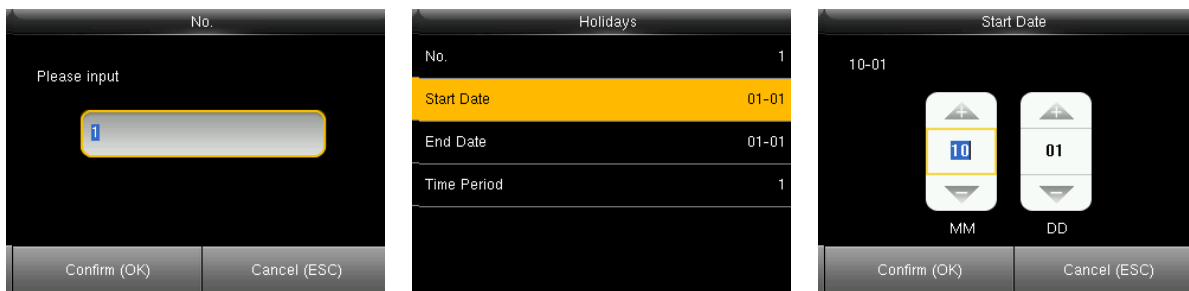 No.
Please input
1
Confirm (OK) Cancel (ESC)
Holidays
No. 1
Start Date 01-01
End Date 01-01
Time Period 1
Start Date
10-01
10 01
MM DD
Confirm (OK) Cancel (ESC)